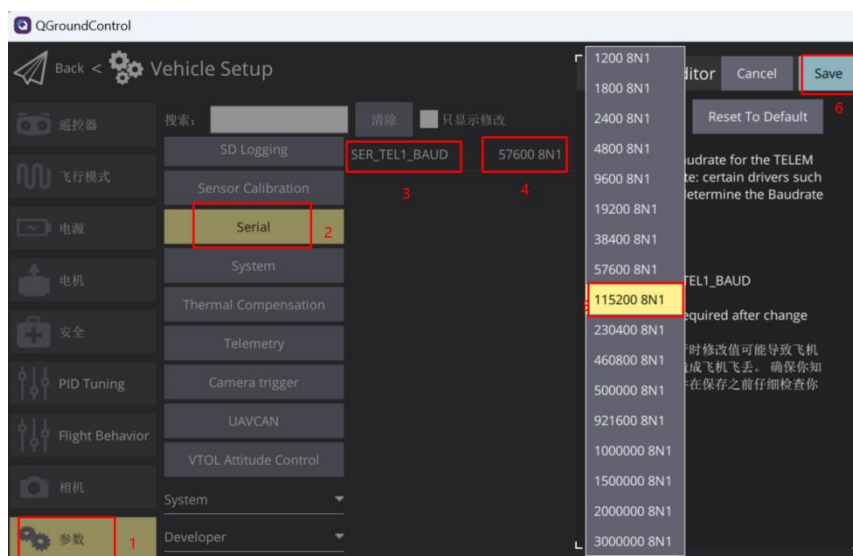 QGroundControl
Back < Vehicle Setup
遥控器
飞行模式
电源
电机
安全
PID Tuning
Flight Behavior
相机
参数
1
搜索:
清除
只显示修改
SD Logging
Sensor Calibration
Serial
2
System
Thermal Compensation
Telemetry
Camera trigger
UAVCAN
VTOL Attitude Control
System
Developer
SER_TEL1_BAUD
57600 8N1
3
4
1200 8N1
1800 8N1
2400 8N1
4800 8N1
9600 8N1
19200 8N1
38400 8N1
57600 8N1
115200 8N1
230400 8N1
460800 8N1
500000 8N1
921600 8N1
1000000 8N1
1500000 8N1
2000000 8N1
3000000 8N1
itor
Cancel
Save
6
Reset To Default
audrate for the TELEM
te: certain drivers such
letermine the Baudrate
TEL1_BAUD
equired after change
时修改值可能导致飞机
成飞机飞丢。 确保你知
在保存之前仔细检查你